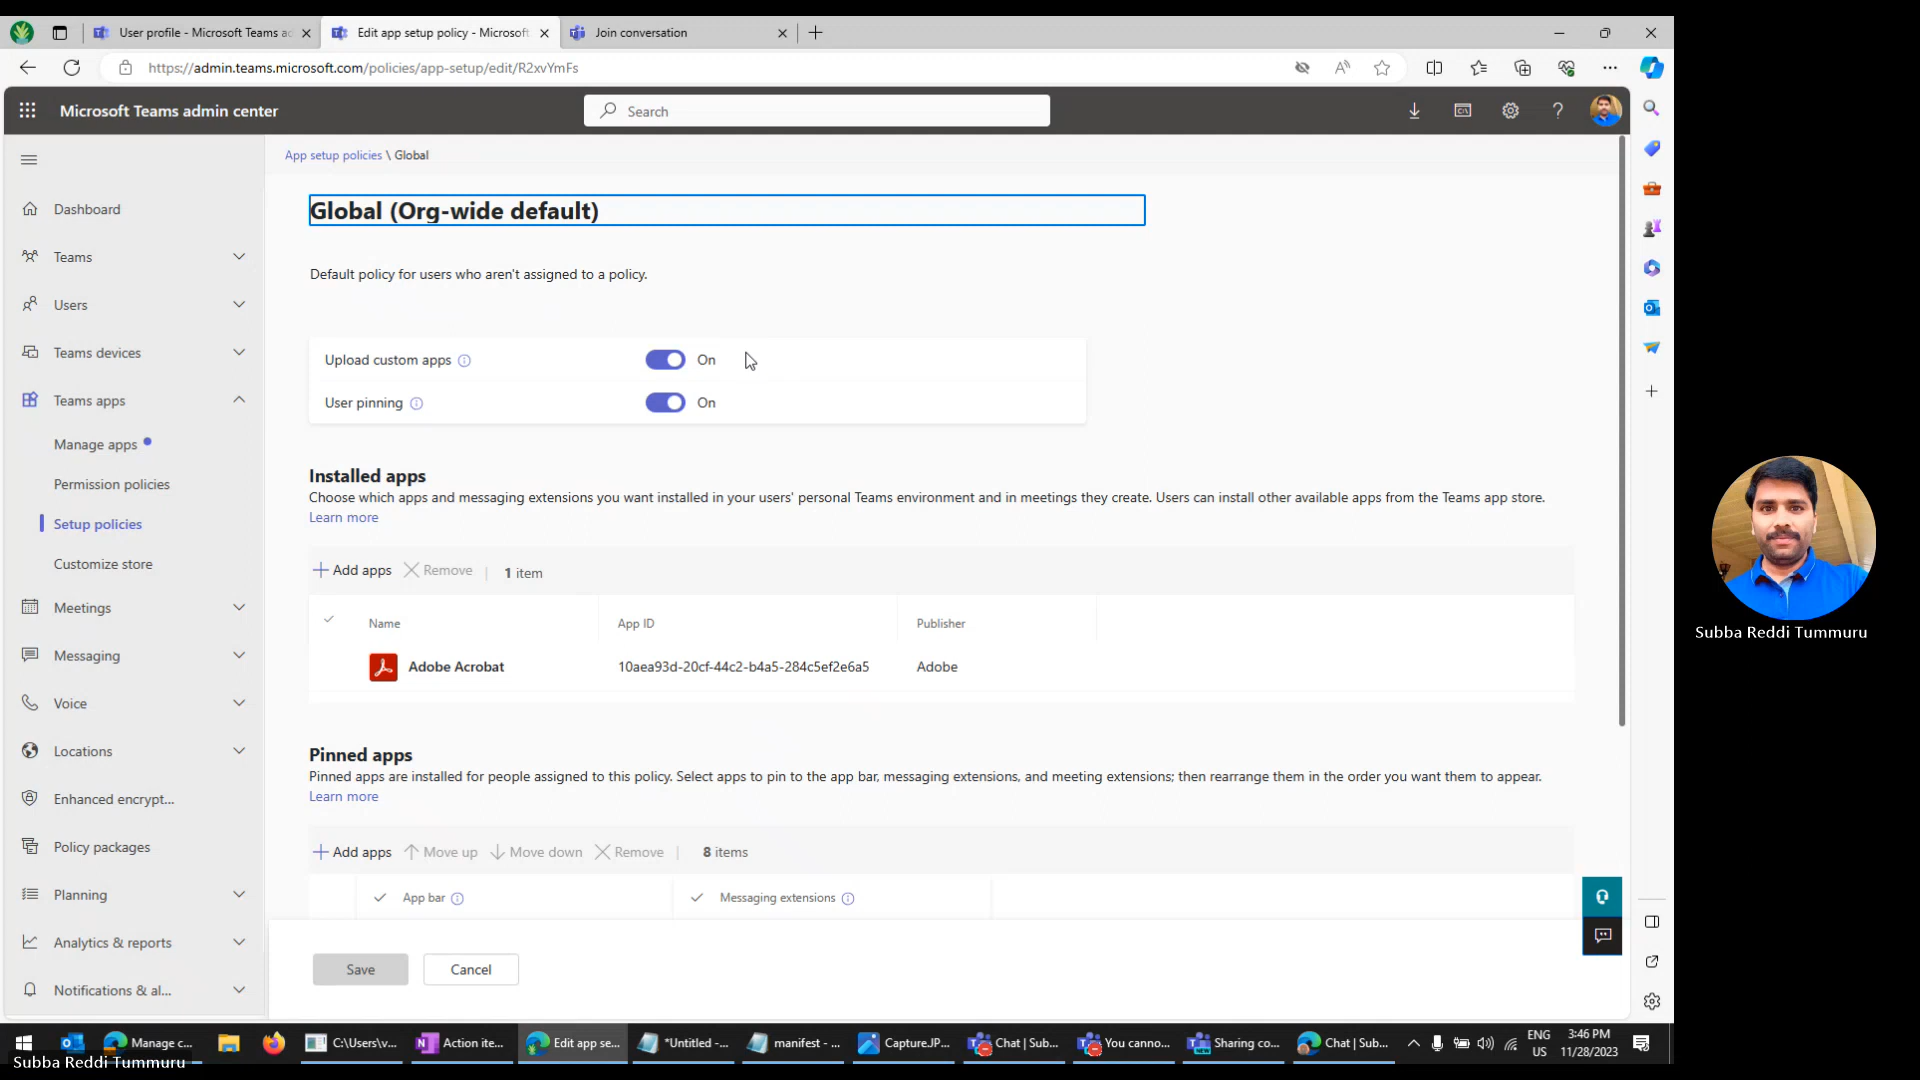 User profile - Microsoft Teams ac
Edit app setup policy - Microsoft
Join conversation
https://admin.teams.microsoft.com/policies/app-setup/edit/R2xvYmFs
Microsoft Teams admin center
Search
App setup policies \ Global
Global (Org-wide default)
Default policy for users who aren't assigned to a policy.
Upload custom apps On
User pinning On
Installed apps
Choose which apps and messaging extensions you want installed in your users' personal Teams environment and in meetings they create. Users can install other available apps from the Teams app store.
Learn more
Add apps Remove | 1 item
Name App ID Publisher
Adobe Acrobat 10aea93d-20cf-44c2-b4a5-284c5ef2e6a5 Adobe
Pinned apps
Pinned apps are installed for people assigned to this policy. Select apps to pin to the app bar, messaging extensions, and meeting extensions; then rearrange them in the order you want them to appear.
Learn more
Add apps Move up Move down Remove | 8 items
App bar Messaging extensions
Save Cancel
Dashboard
Teams
Users
Teams devices
Teams apps
Manage apps
Permission policies
Setup policies
Customize store
Meetings
Messaging
Voice
Locations
Enhanced encrypt...
Policy packages
Planning
Analytics & reports
Notifications & al...
Subba Reddi Tummuru
Manage c...
C:\Users\v...
Action ite...
Edit app se...
*Untitled -...
manifest - ...
Capture.JP...
Chat | Sub...
You canno...
Sharing co...
Chat | Sub...
ENG
US
3:46 PM
11/28/2023
Subba Reddi Tummuru